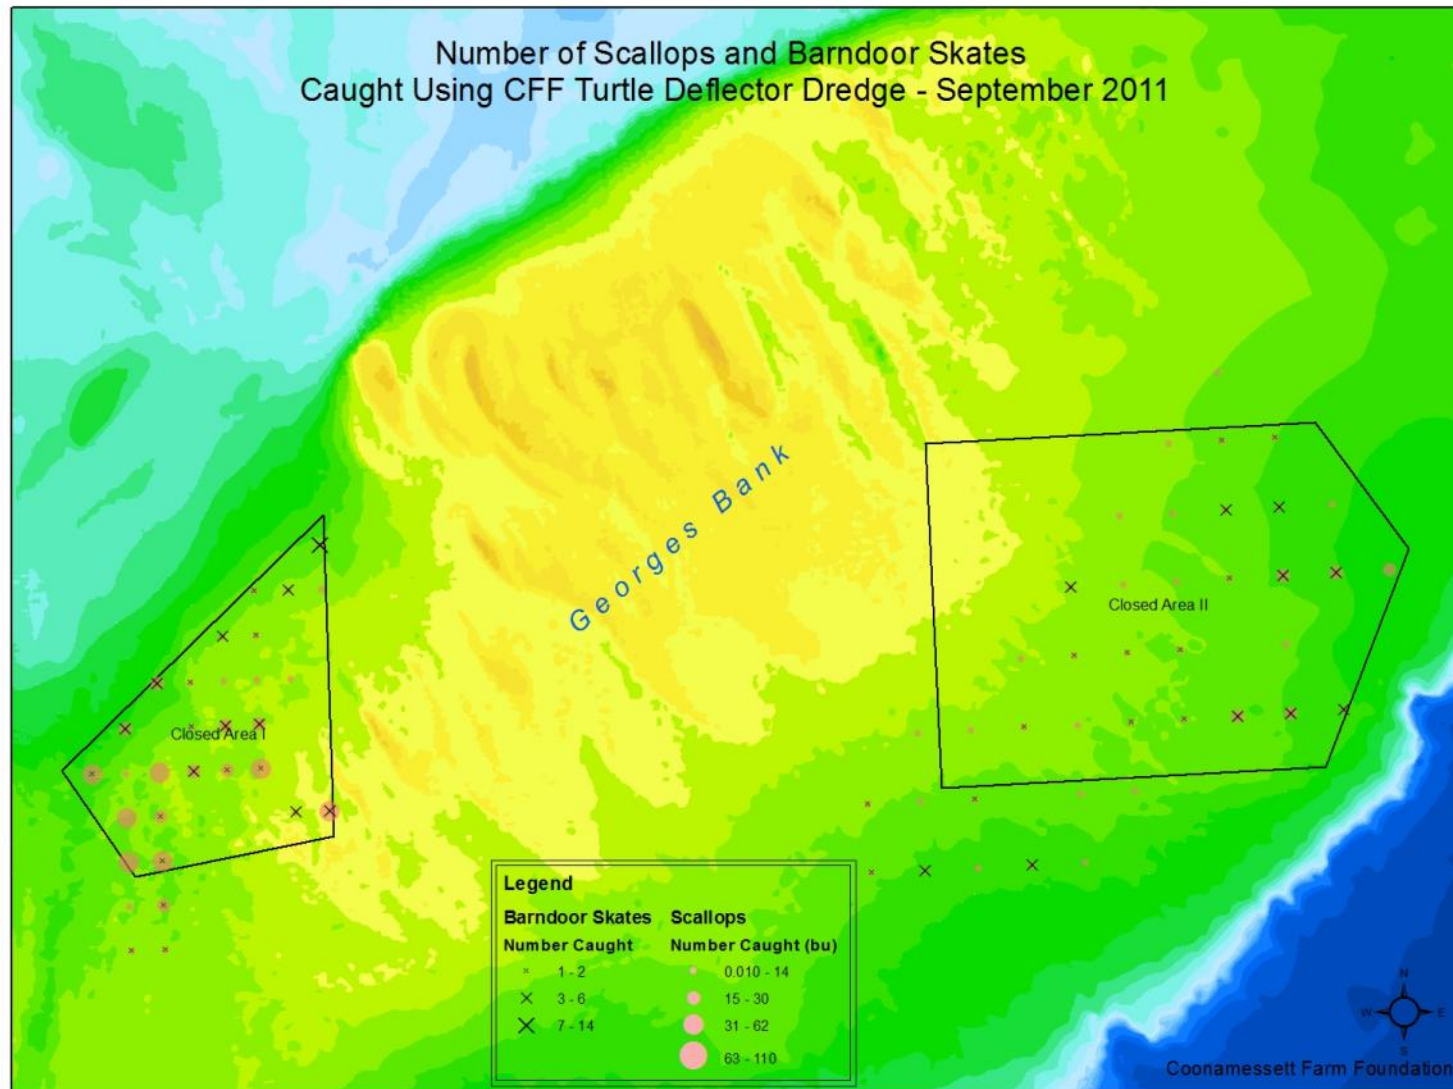 Number of Scallops and Barndoor Skates
Caught Using CFF Turtle Deflector Dredge - September 2011
Georges Bank
Closed Area II
Closed Area I
Legend
Barndoor Skates Scallops
Number Caught Number Caught (bu)
1 - 2 0.010 - 14
3 - 6 15 - 30
7 - 14 31 - 62
63 - 110
N
W E
S
Coonamessett Farm Foundation